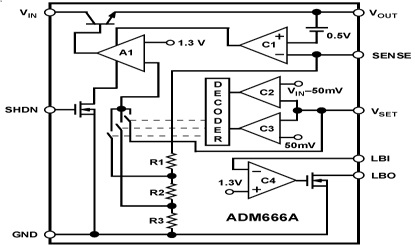 VIN
VOUT
A1
1.3 V
C1
0.5V
SENSE
DECODER
C2
VIN–50mV
SHDN
VSET
C3
50mV
R1
LBI
R2
1.3V
C4
LBO
R3
ADM666A
GND